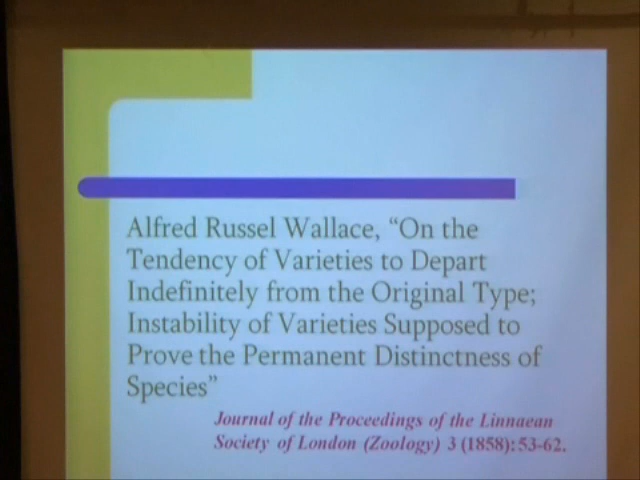 Alfred Russel Wallace, “On the
Tendency of Varieties to Depart
Indefinitely from the Original Type;
Instability of Varieties Supposed to
Prove the Permanent Distinctness of
Species”
Journal of the Proceedings of the Linnaean
Society of London (Zoology) 3 (1858): 53-62.